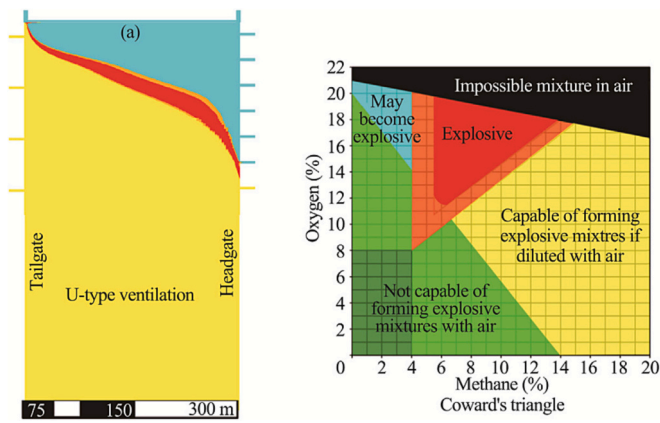 (a)
Tailgate
Headgate
U-type ventilation
75
150
300 m
22
20
18
16
14
12
10
8
6
4
2
0
Oxygen (%)
Impossible mixture in air
May
become
explosive
Explosive
Capable of forming
explosive mixtres if
diluted with air
Not capable of
forming explosive
mixtures with air
0 2 4 6 8 10 12 14 16 18 20
Methane (%)
Coward's triangle